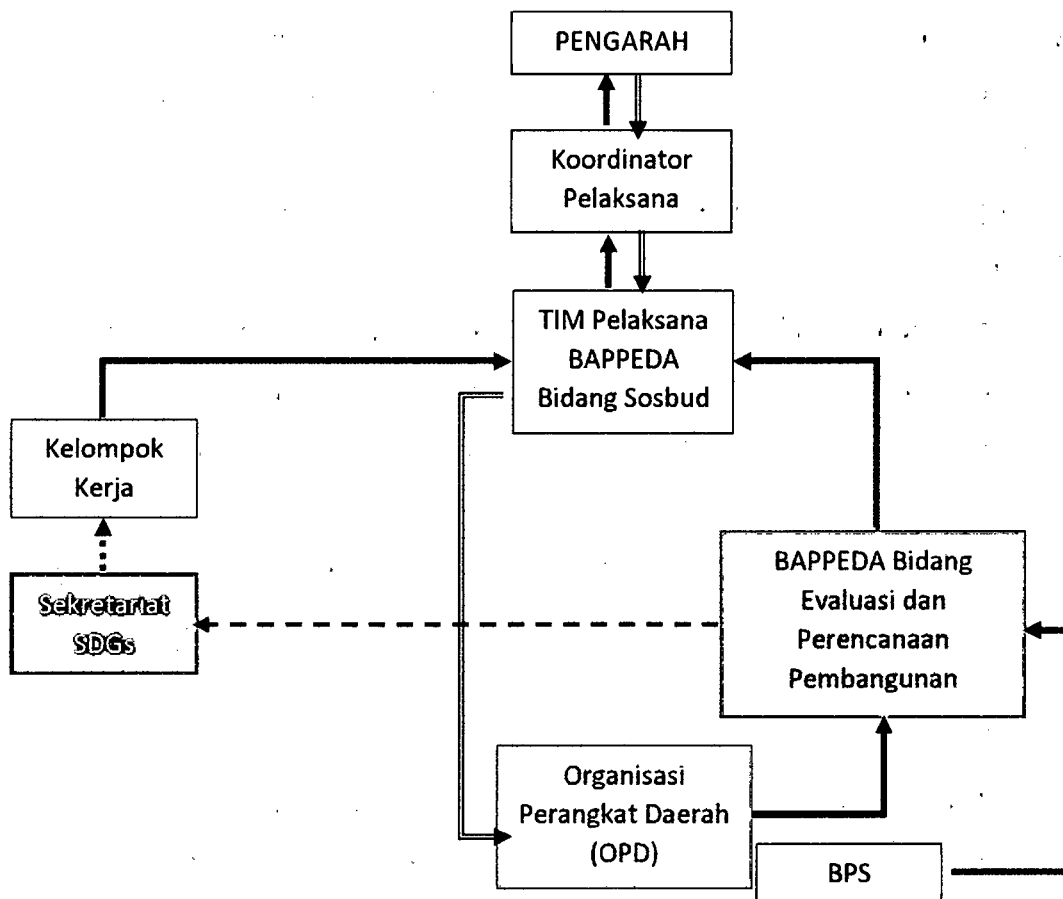 PENGARAH
Koordinator
Pelaksana
TIM Pelaksana
BAPPEDA
Bidang Sosbud
Kelompok
Kerja
Sekretariat
SDGs
BAPPEDA Bidang
Evaluasi dan
Perencanaan
Pembangunan
Organisasi
Perangkat Daerah
(OPD)
BPS